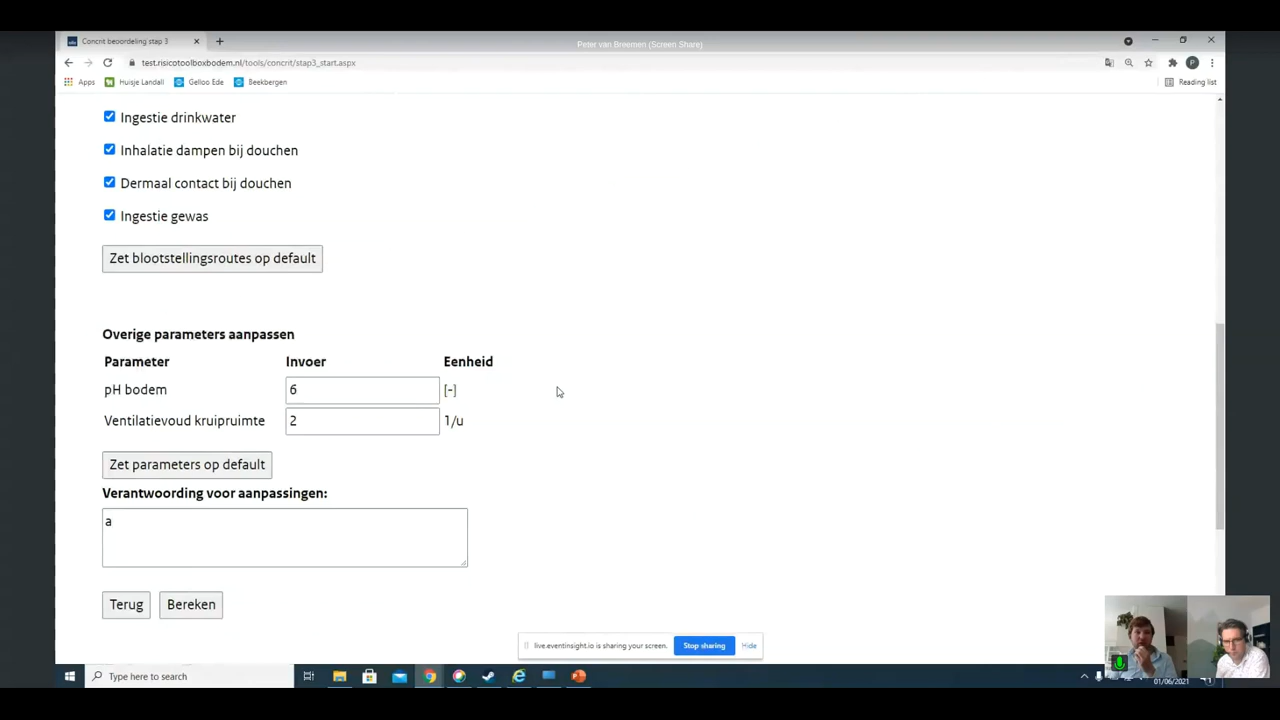 Concrit beoordeling stap 3
Peter van Breemen (Screen Share)
test.risicotoolboxbodem.nl/tools/concrit/stap3_start.aspx
P
Apps
Huisje Landall
Gelloo Ede
Beekbergen
Reading list
Ingestie drinkwater
Inhalatie dampen bij douchen
Dermaal contact bij douchen
Ingestie gewas
Zet blootstellingsroutes op default
Overige parameters aanpassen
Parameter Invoer Eenheid
pH bodem 6 [-]
Ventilatievoud kruipruimte 2 1/u
Zet parameters op default
Verantwoording voor aanpassingen:
a
Terug Bereken
live.eventinsight.io is sharing your screen. Stop sharing Hide
Type here to search
01/06/2021